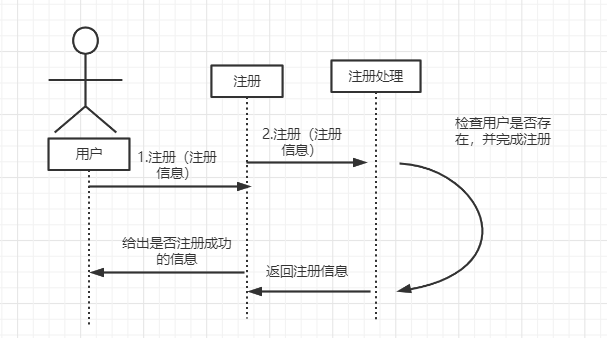 注册
注册处理
用户
1.注册（注册
信息）
2.注册（注册
信息）
检查用户是否存
在，并完成注册
给出是否注册成功
的信息
返回注册信息